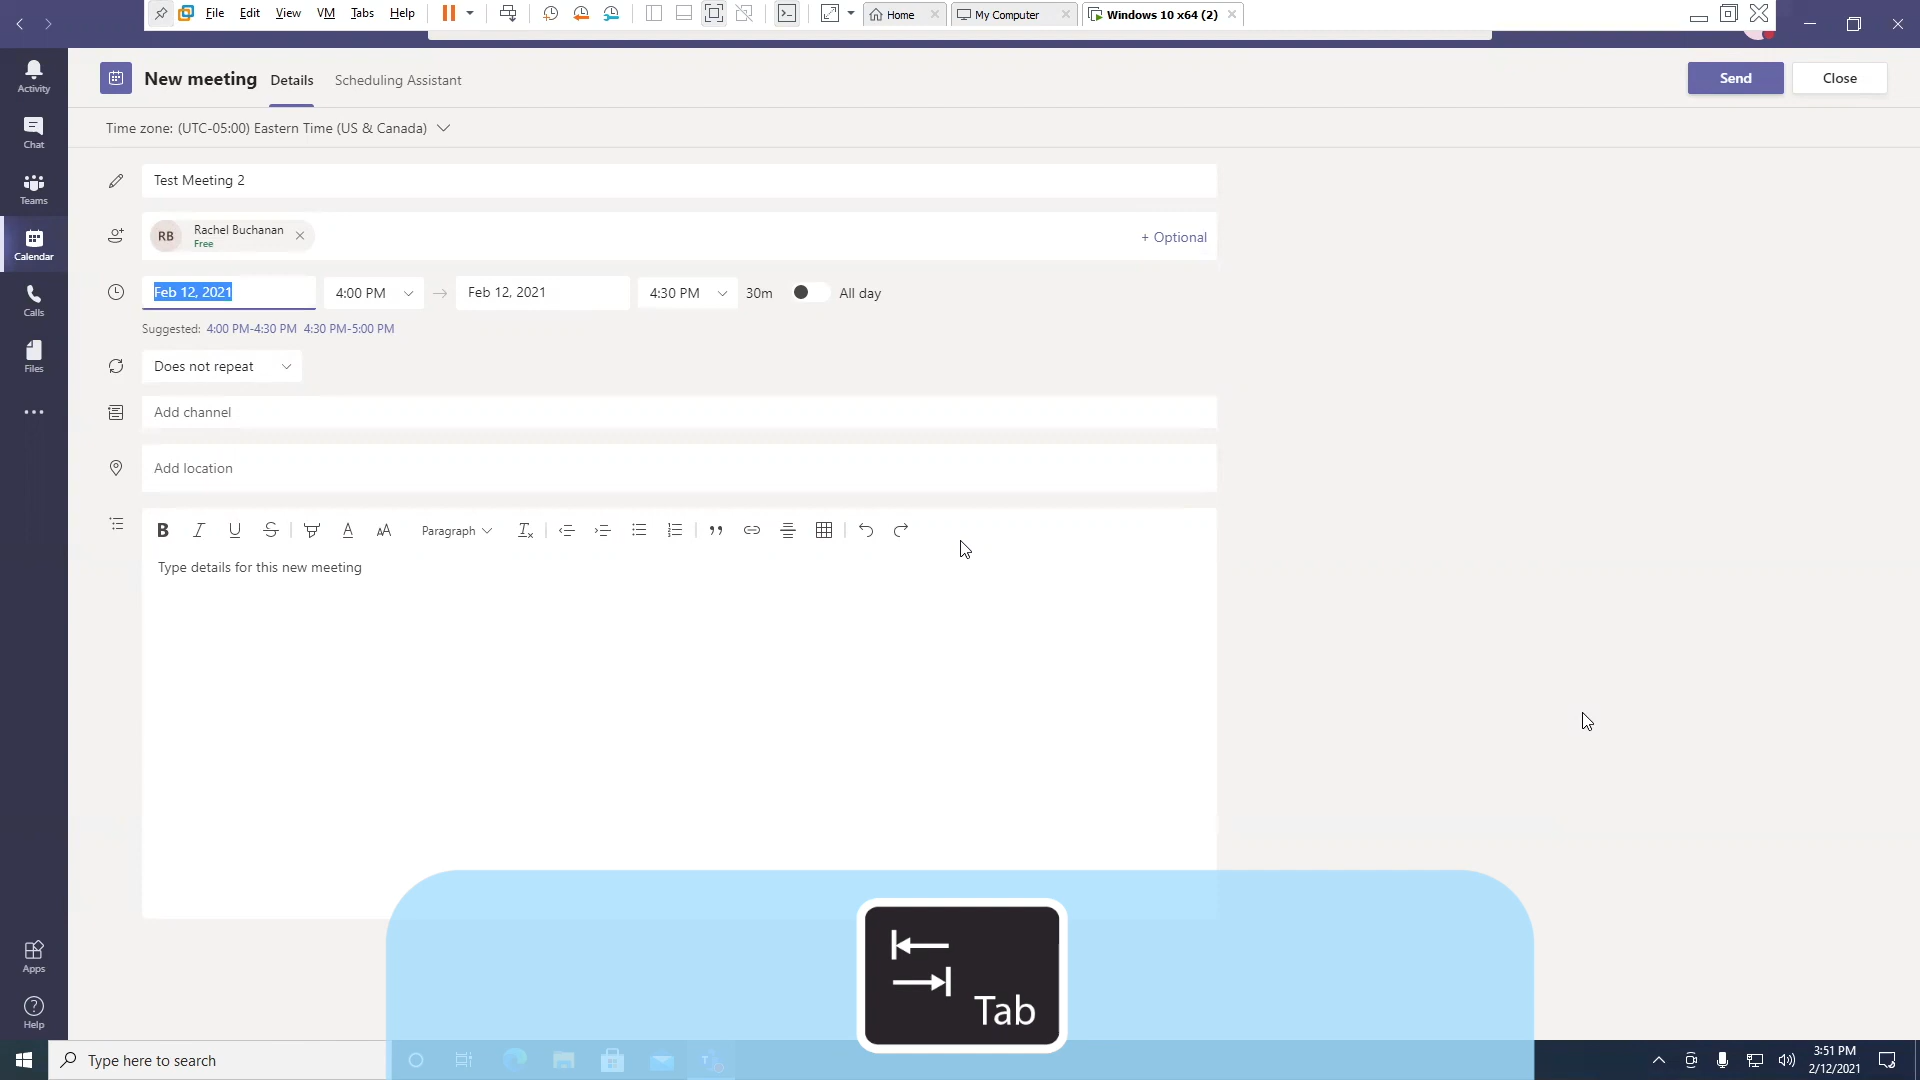 File Edit View VM Tabs Help Home My Computer Windows 10 x64 (2)
Activity
Chat
Teams
Calendar
Calls
Files
Apps
Help
New meeting Details Scheduling Assistant Send Close
Time zone: (UTC-05:00) Eastern Time (US & Canada)
Test Meeting 2
RB Rachel Buchanan
Free
+ Optional
Feb 12, 2021 4:00 PM Feb 12, 2021 4:30 PM 30m All day
Suggested: 4:00 PM-4:30 PM 4:30 PM-5:00 PM
Does not repeat
Add channel
Add location
Paragraph
Type details for this new meeting
Tab
Type here to search
3:51 PM
2/12/2021